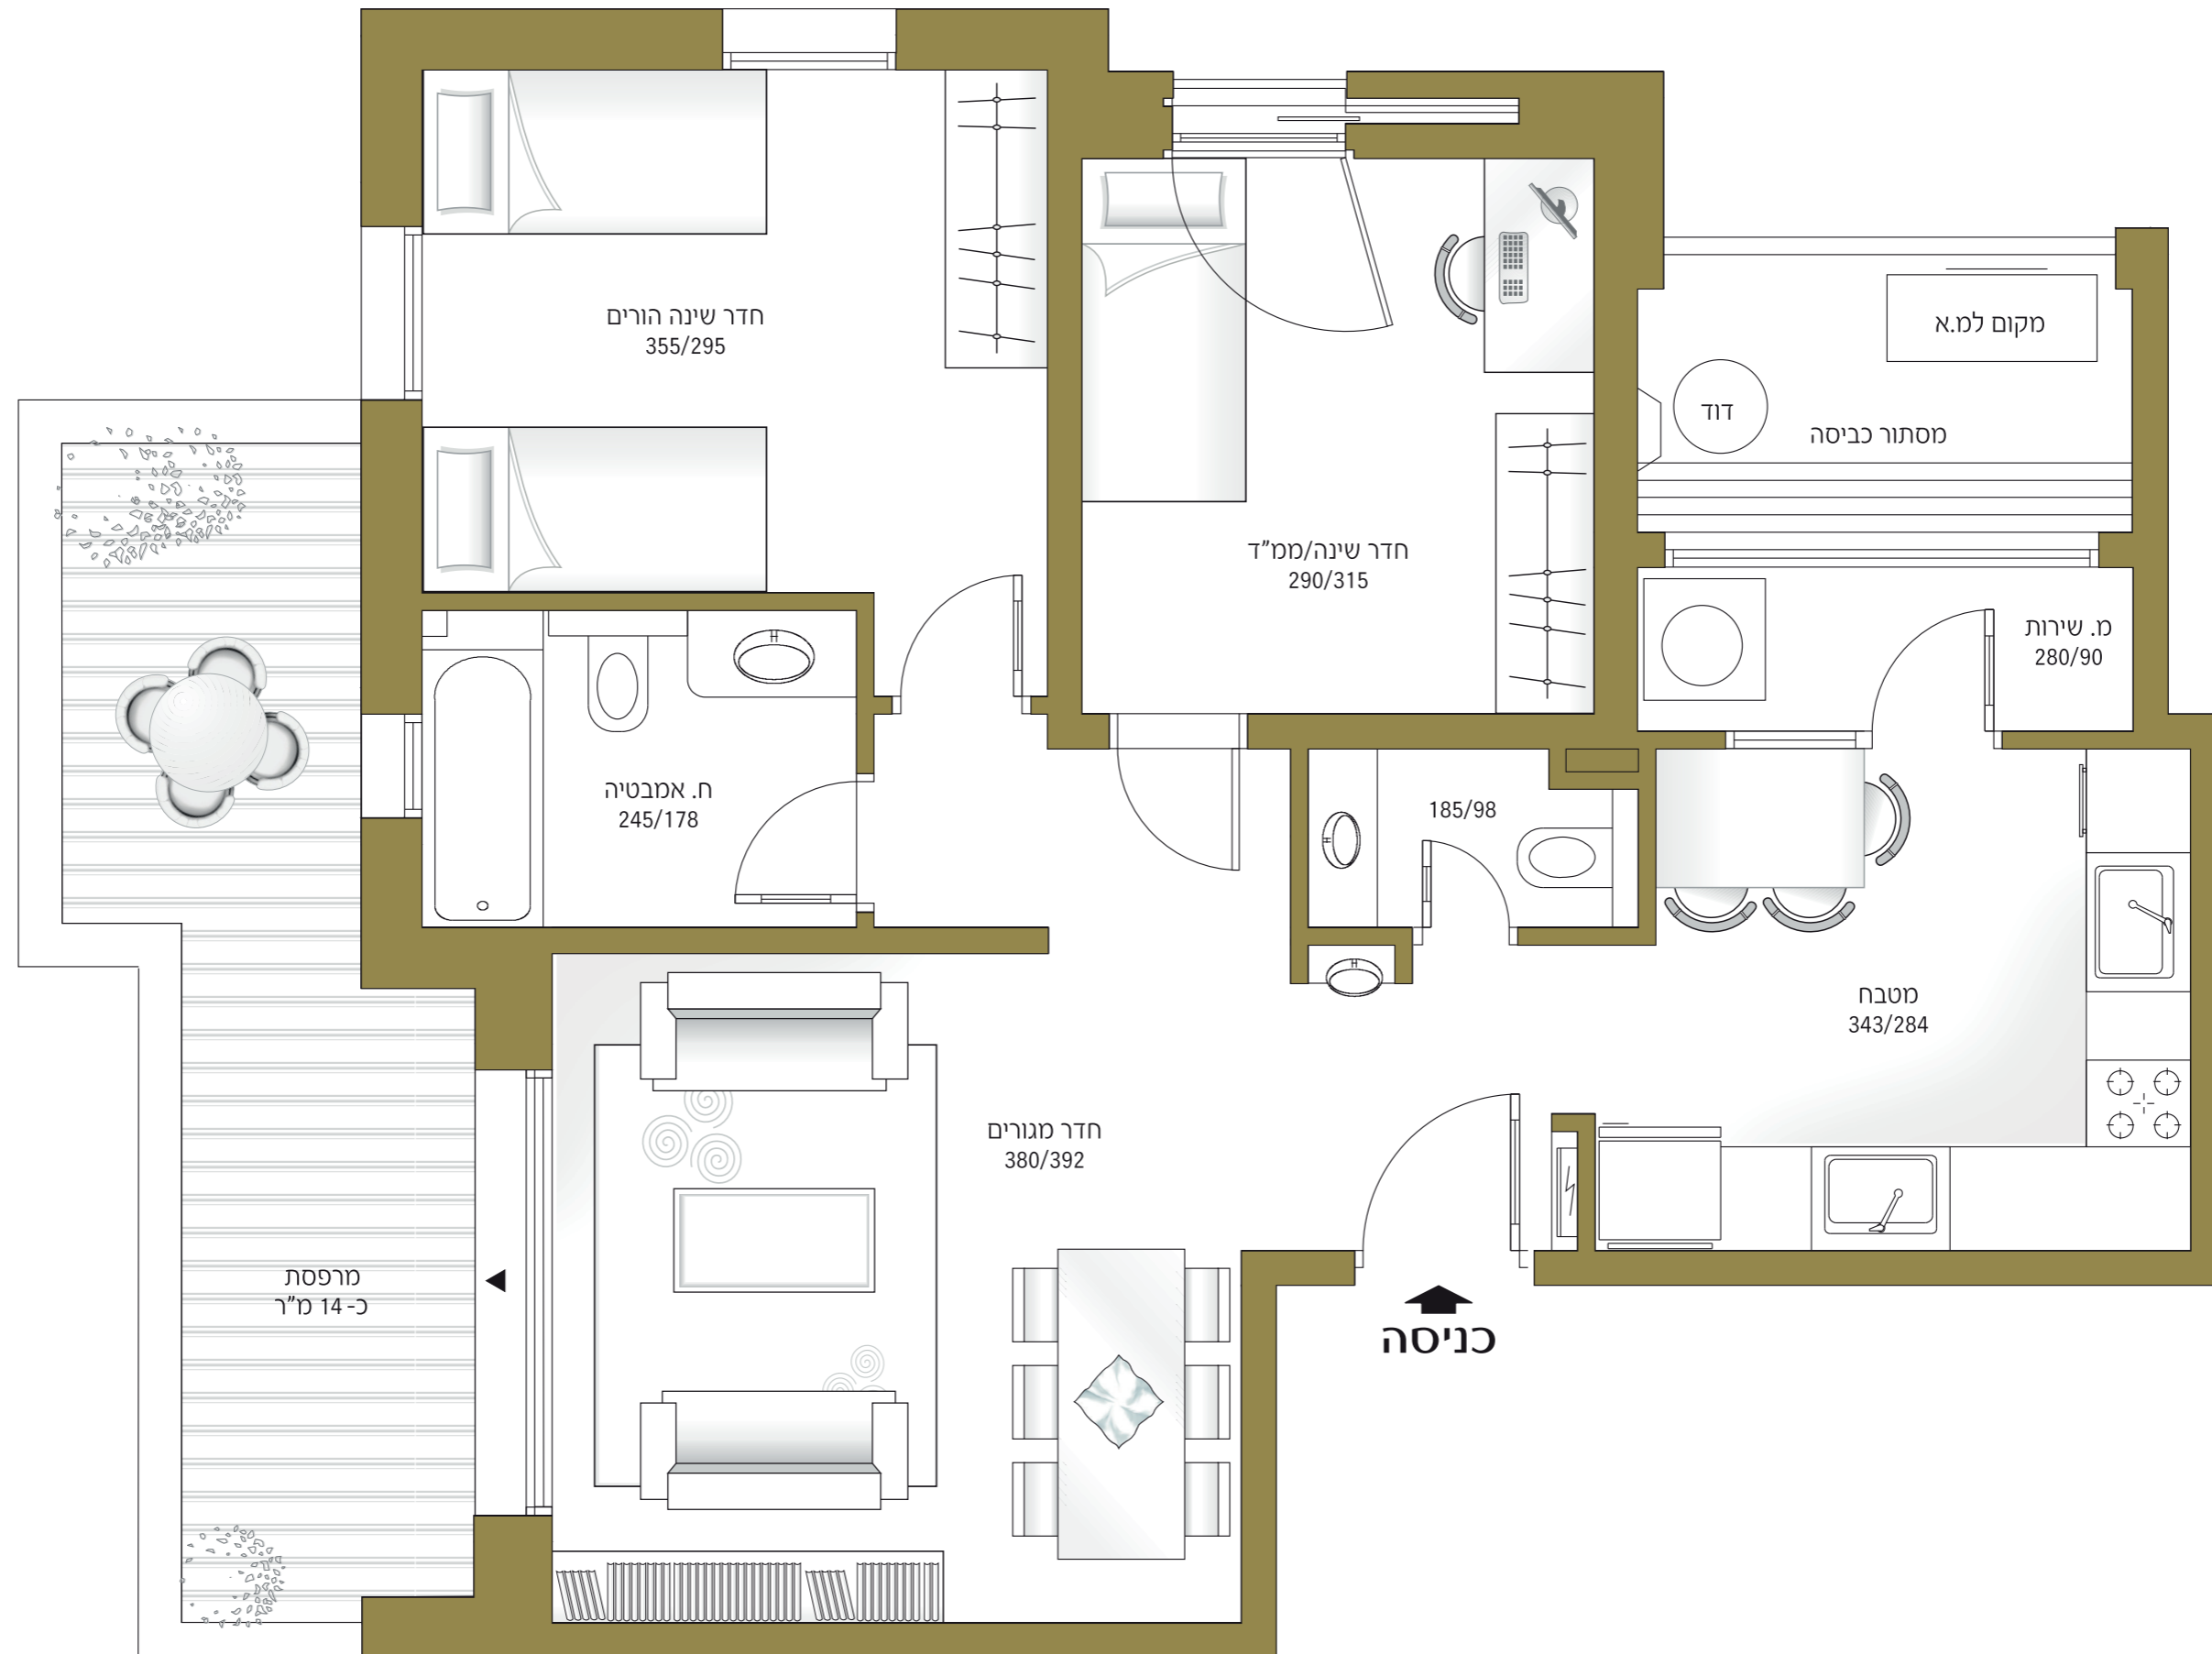 חדר שינה הורים
355/295
חדר שינה/ממ"ד
290/315
מקום למ.א
דוד
מסתור כביסה
מ. שירות
280/90
ח. אמבטיה
245/178
185/98
מטבח
343/284
חדר מגורים
380/392
מרפסת
כ- 14 מ"ר
כניסה